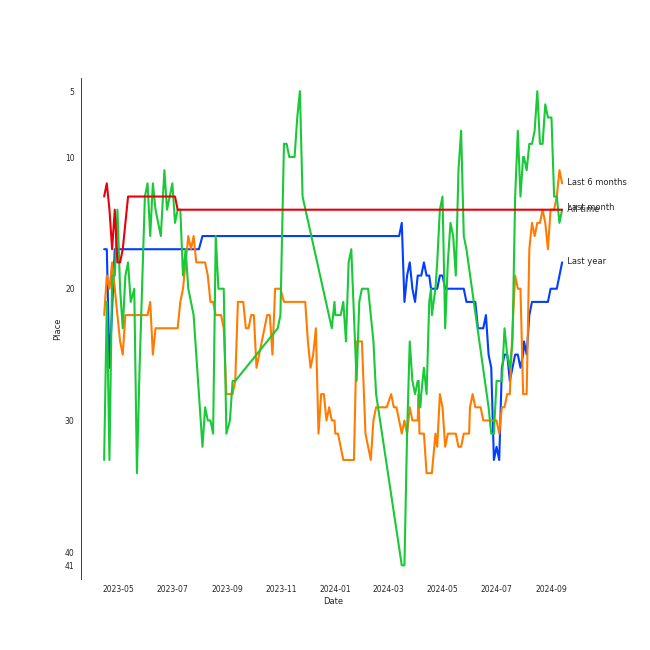 5
10
20
30
40
41
Place
2023-05
2023-07
2023-09
2023-11
2024-01
2024-03
2024-05
2024-07
2024-09
Date
Last 6 months
Last month
All time
Last year